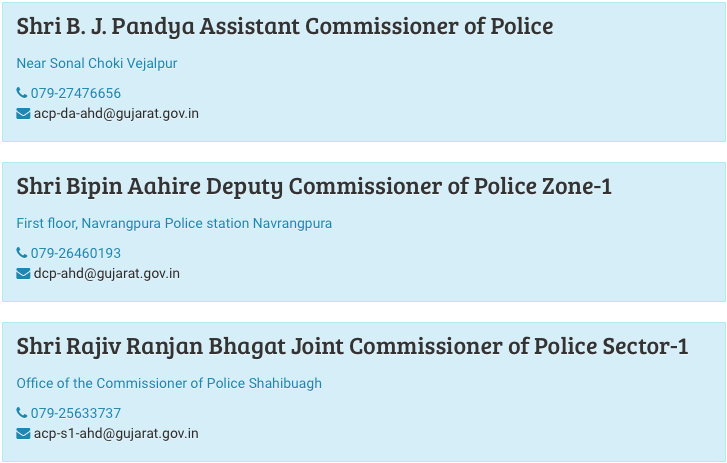 Shri B. J. Pandya Assistant Commissioner of Police
Near Sonal Choki Vejalpur
079-27476656
acp-da-ahd@gujarat.gov.in
Shri Bipin Aahire Deputy Commissioner of Police Zone-1
First floor, Navrangpura Police station Navrangpura
079-26460193
dcp-ahd@gujarat.gov.in
Shri Rajiv Ranjan Bhagat Joint Commissioner of Police Sector-1
Office of the Commissioner of Police Shahibuagh
079-25633737
acp-s1-ahd@gujarat.gov.in